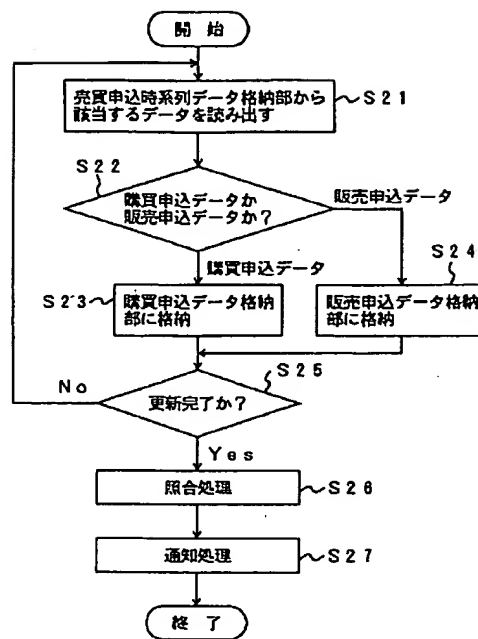 開 始
売買申込時系列データ格納部から
該当するデータを読み出す
S21
S22
購買申込データか
販売申込データか？
販売申込データ
購買申込データ
S23
購買申込データ格納
部に格納
S24
販売申込データ格納
部に格納
S25
No
更新完了か？
Yes
照合処理
S26
通知処理
S27
終 了